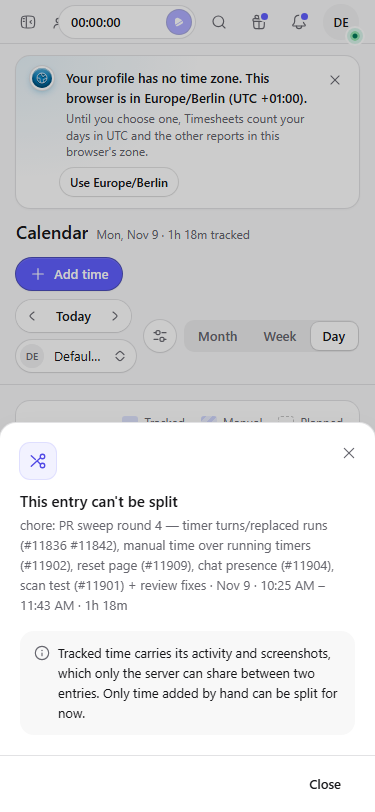 00:00:00
DE
Your profile has no time zone. This
browser is in Europe/Berlin (UTC +01:00).
Until you choose one, Timesheets count your
days in UTC and the other reports in this
browser's zone.
Use Europe/Berlin
Calendar Mon, Nov 9 · 1h 18m tracked
Add time
Today
Month Week Day
DE Defaul...
Tracked Manual Planned
This entry can't be split
chore: PR sweep round 4 — timer turns/replaced runs
(#11836 #11842), manual time over running timers
(#11902), reset page (#11909), chat presence (#11904),
scan test (#11901) + review fixes · Nov 9 · 10:25 AM –
11:43 AM · 1h 18m
Tracked time carries its activity and screenshots,
which only the server can share between two
entries. Only time added by hand can be split for
now.
Close